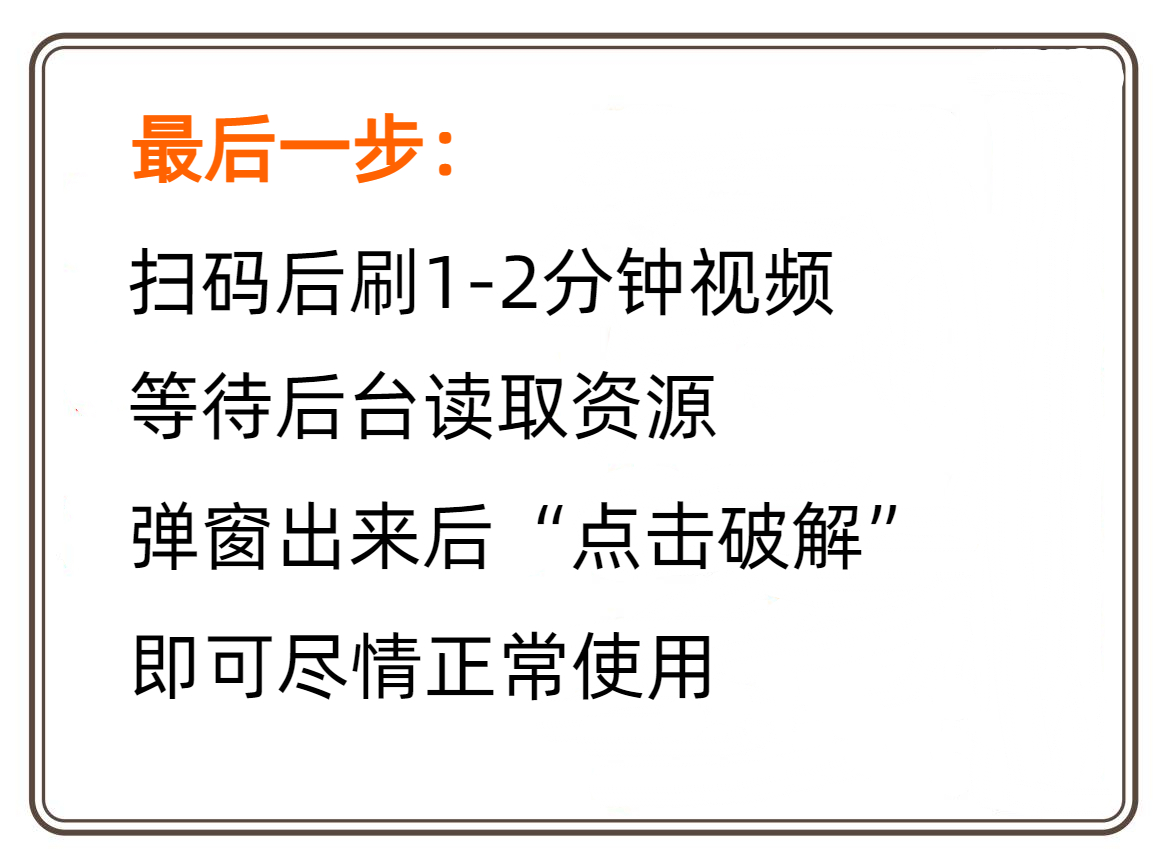 最后一步：
扫码后刷1-2分钟视频
等待后台读取资源
弹窗出来后“点击破解”
即可尽情正常使用